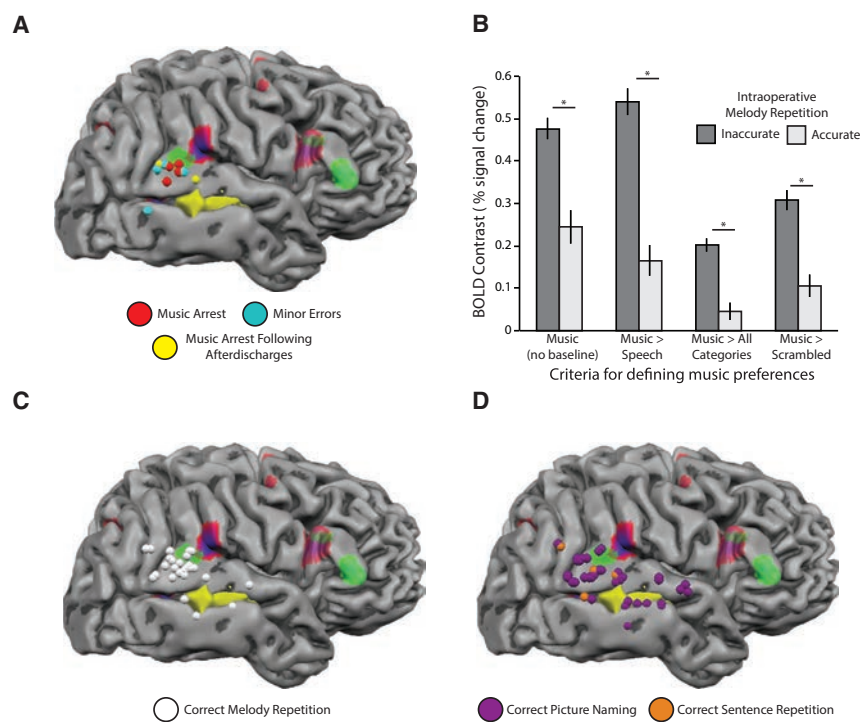 A
Music Arrest
Minor Errors
Music Arrest Following
Afterdischarges
B
BOLD Contrast ( % signal change)
0.6
0.5
0.4
0.3
0.2
0.1
0
*
*
*
*
Intraoperative
Melody Repetition
Inaccurate
Accurate
Music
(no baseline)
Music >
Speech
Music > All
Categories
Music >
Scrambled
Criteria for defining music preferences
C
Correct Melody Repetition
D
Correct Picture Naming
Correct Sentence Repetition